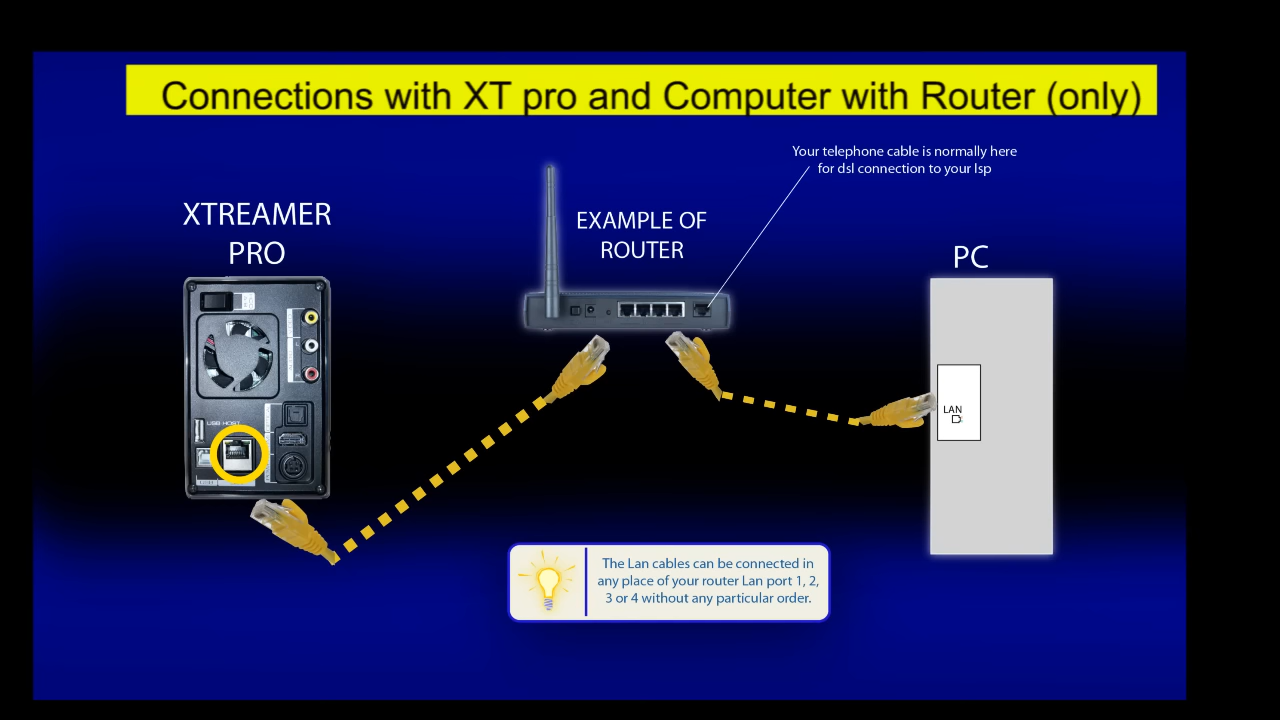 Connections with XT pro and Computer with Router (only)
Your telephone cable is normally here
for dsl connection to your Isp
XTREAMER
PRO
EXAMPLE OF
ROUTER
PC
USB HOST
LAN
The Lan cables can be connected in
any place of your router Lan port 1, 2,
3 or 4 without any particular order.